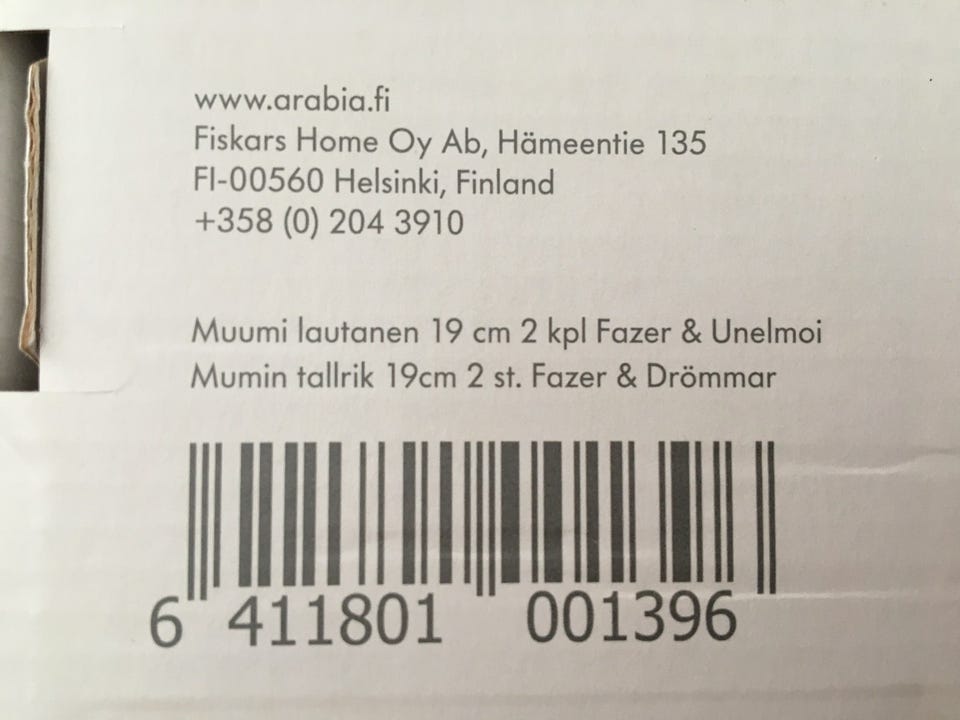 www.arabia.fi
Fiskars Home Oy Ab, Hämeentie 135
FI-00560 Helsinki, Finland
+358 (0) 204 3910
Muumi lautanen 19 cm 2 kpl Fazer & Unelmoi
Mumin tallrik 19cm 2 st. Fazer & Drömmar
6 411801 001396